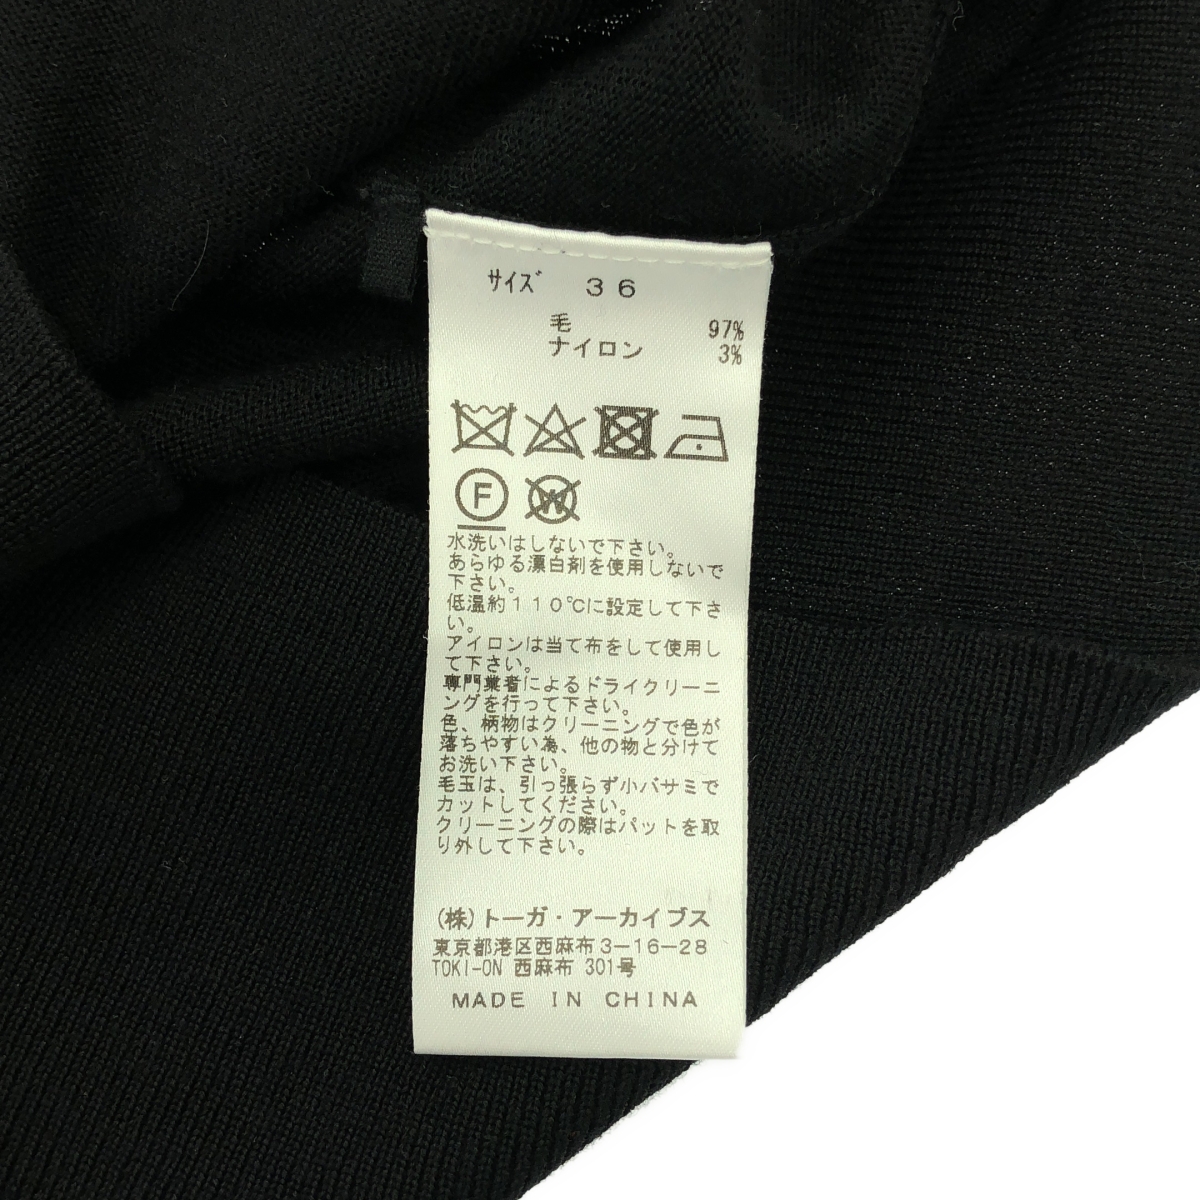 サイズ 36
毛 97%
ナイロン 3%
F W
水洗いはしないで下さい。
あらゆる漂白剤を使用しないで
下さい。
低温約110℃に設定して下さ
い。
アイロンは当て布をして使用し
て下さい。
専門業者によるドライクリーニ
ングを行って下さい。
色、柄物はクリーニングで色が
落ちやすい為、他の物と分けて
お洗い下さい。
毛玉は、引っ張らず小バサミで
カットしてください。
クリーニングの際はパットを取
り外して下さい。
(株)トーガ・アーカイブス
東京都港区西麻布3-16-28
TOKI-ON 西麻布 301号
MADE IN CHINA